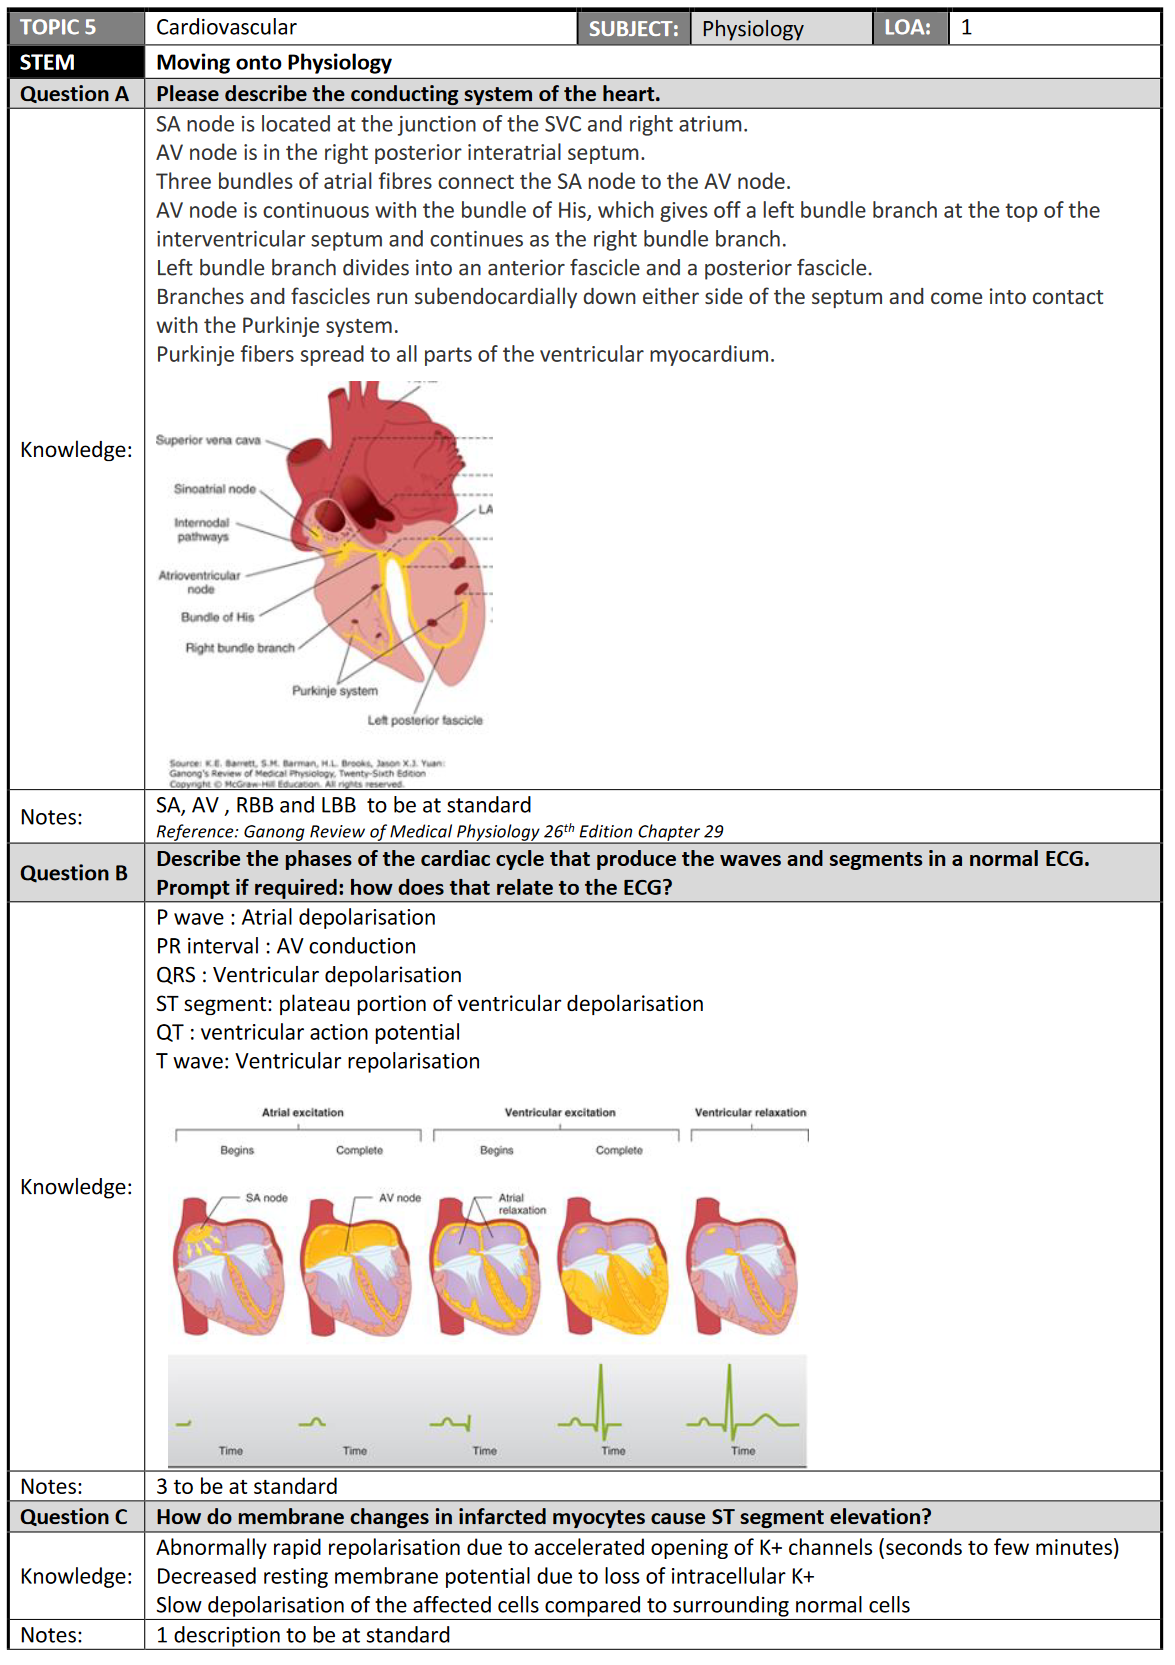 TOPIC 5 Cardiovascular SUBJECT: Physiology LOA: 1
STEM Moving onto Physiology
Question A Please describe the conducting system of the heart.
Knowledge:
SA node is located at the junction of the SVC and right atrium.
AV node is in the right posterior interatrial septum.
Three bundles of atrial fibres connect the SA node to the AV node.
AV node is continuous with the bundle of His, which gives off a left bundle branch at the top of the
interventricular septum and continues as the right bundle branch.
Left bundle branch divides into an anterior fascicle and a posterior fascicle.
Branches and fascicles run subendocardially down either side of the septum and come into contact
with the Purkinje system.
Purkinje fibers spread to all parts of the ventricular myocardium.
Superior vena cava
Sinoatrial node
LA
Internodal
pathways
Atrioventricular
node
Bundle of His
Right bundle branch
Purkinje system
Left posterior fascicle
Source: K.E. Barrett, S.M. Barman, H.L. Brooks, Jason X.J. Yuan:
Ganong's Review of Medical Physiology, Twenty-Sixth Edition
Copyright © McGraw-Hill Education. All rights reserved.
Notes:
SA, AV , RBB and LBB to be at standard
Reference: Ganong Review of Medical Physiology 26th Edition Chapter 29
Question B
Describe the phases of the cardiac cycle that produce the waves and segments in a normal ECG.
Prompt if required: how does that relate to the ECG?
Knowledge:
P wave : Atrial depolarisation
PR interval : AV conduction
QRS : Ventricular depolarisation
ST segment: plateau portion of ventricular depolarisation
QT : ventricular action potential
T wave: Ventricular repolarisation
Atrial excitation Ventricular excitation Ventricular relaxation
Begins Complete Begins Complete
SA node AV node Atrial
relaxation
Time Time Time Time Time
Notes: 3 to be at standard
Question C How do membrane changes in infarcted myocytes cause ST segment elevation?
Knowledge:
Abnormally rapid repolarisation due to accelerated opening of K+ channels (seconds to few minutes)
Decreased resting membrane potential due to loss of intracellular K+
Slow depolarisation of the affected cells compared to surrounding normal cells
Notes: 1 description to be at standard